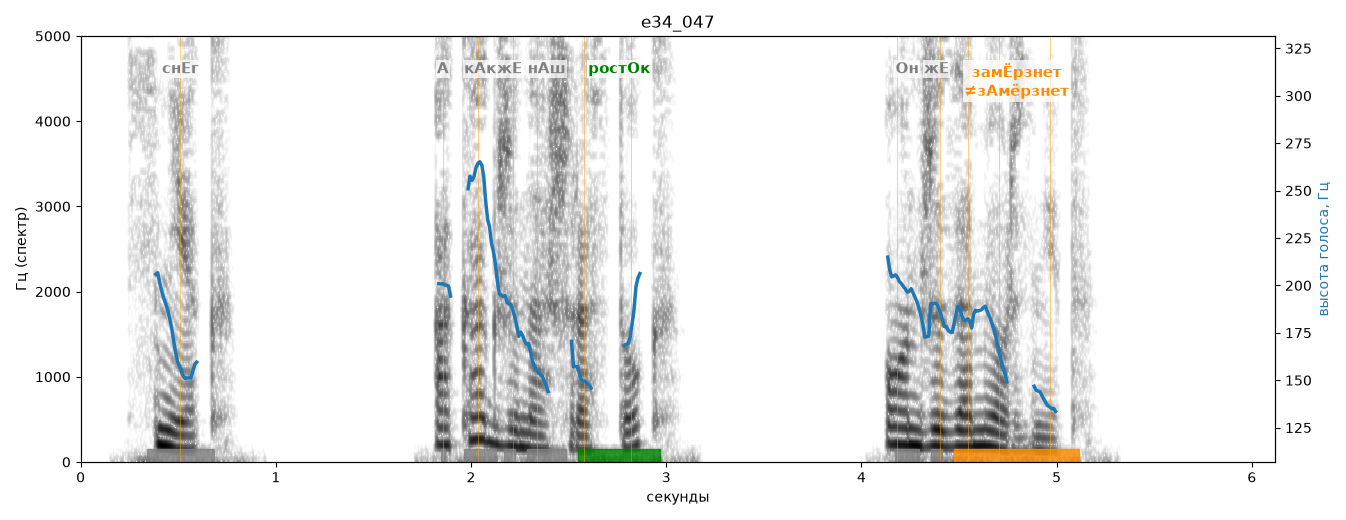 e34_047
снЕг
А кАкжЕ нАш ростОк
Он жЕ замЁрзнет
≠зАмёрзнет
Гц (спектр)
5000
4000
3000
2000
1000
0
325
300
275
250
225
200
175
150
125
высота голоса, Гц
0 1 2 3 4 5 6
секунды